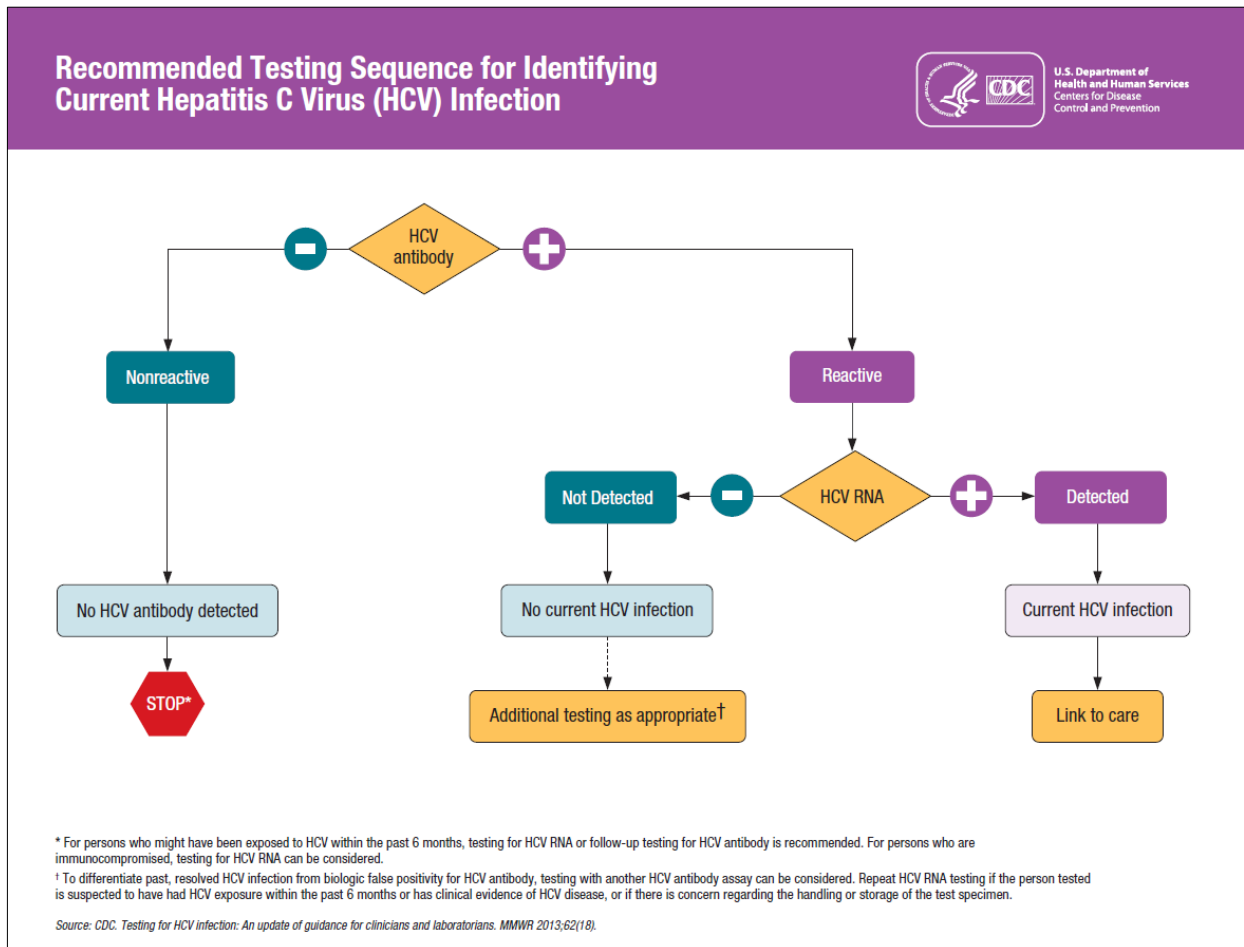 Recommended Testing Sequence for Identifying
Current Hepatitis C Virus (HCV) Infection
CDC
U.S. Department of
Health and Human Services
Centers for Disease
Control and Prevention
HCV
antibody
Nonreactive
Reactive
Not Detected
HCV RNA
Detected
No HCV antibody detected
No current HCV infection
Current HCV infection
STOP*
Additional testing as appropriate†
Link to care
* For persons who might have been exposed to HCV within the past 6 months, testing for HCV RNA or follow-up testing for HCV antibody is recommended. For persons who are
immunocompromised, testing for HCV RNA can be considered.
† To differentiate past, resolved HCV infection from biologic false positivity for HCV antibody, testing with another HCV antibody assay can be considered. Repeat HCV RNA testing if the person tested
is suspected to have had HCV exposure within the past 6 months or has clinical evidence of HCV disease, or if there is concern regarding the handling or storage of the test specimen.
Source: CDC. Testing for HCV infection: An update of guidance for clinicians and laboratorians. MMWR 2013;62(18).